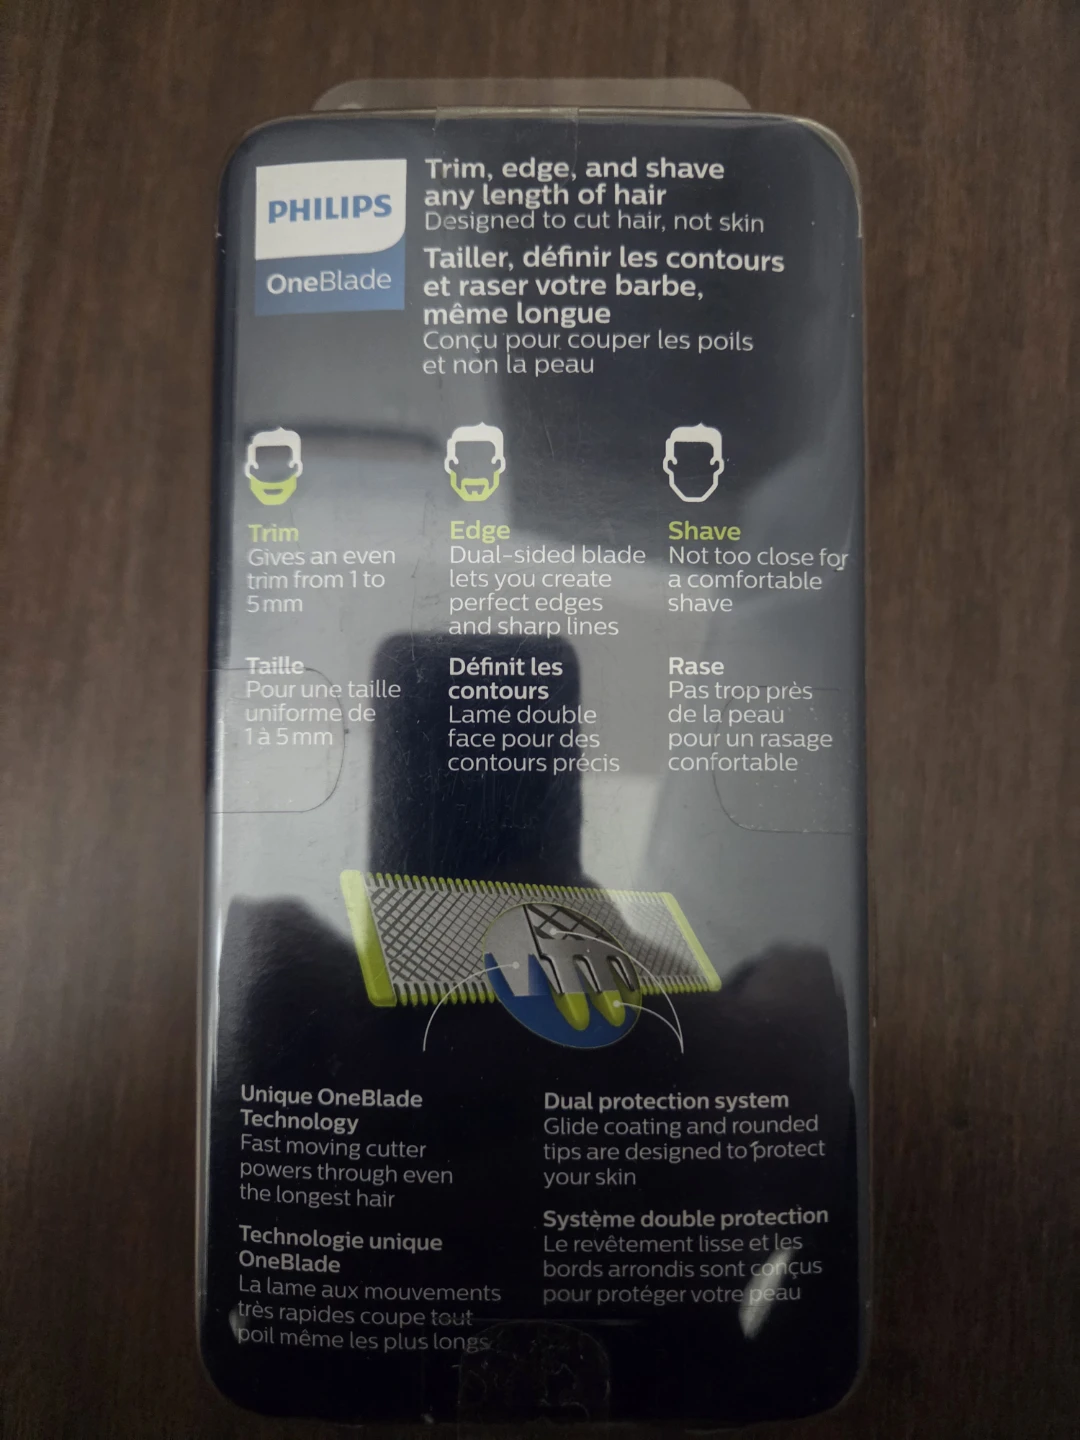 PHILIPS
OneBlade
Trim, edge, and shave
any length of hair
Designed to cut hair, not skin
Tailler, définir les contours
et raser votre barbe,
même longue
Conçu pour couper les poils
et non la peau
Trim
Gives an even
trim from 1 to
5 mm
Taille
Pour une taille
uniforme de
1 à 5 mm
Edge
Dual-sided blade
lets you create
perfect edges
and sharp lines
Définit les
contours
Lame double
face pour des
contours précis
Shave
Not too close for
a comfortable
shave
Rase
Pas trop près
de la peau
pour un rasage
confortable
Unique OneBlade
Technology
Fast moving cutter
powers through even
the longest hair
Technologie unique
OneBlade
La lame aux mouvements
très rapides coupe tout
poil même les plus longs
Dual protection system
Glide coating and rounded
tips are designed to protect
your skin
Système double protection
Le revêtement lisse et les
bords arrondis sont conçus
pour protéger votre peau